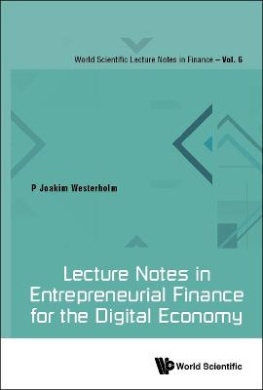 World Scientific Lecture Notes in Finance – Vol. 6
P Joakim Westerholm
Lecture Notes in
Entrepreneurial Finance
for the Digital Economy
World Scientific